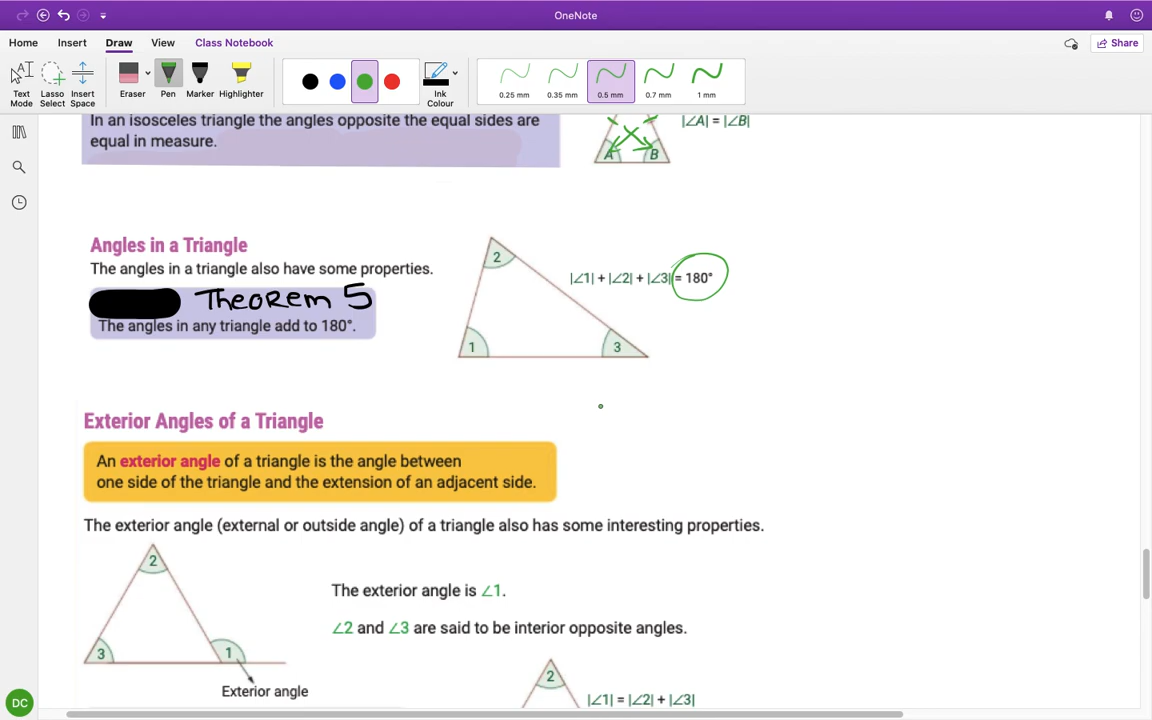 OneNote
Home Insert Draw View Class Notebook Share
Text Mode Lasso Select Insert Space Eraser Pen Marker Highlighter Ink Colour 0.25 mm 0.35 mm 0.5 mm 0.7 mm 1 mm
In an isosceles triangle the angles opposite the equal sides are
equal in measure.
A B
|∠A| = |∠B|
Angles in a Triangle
The angles in a triangle also have some properties.
Theorem 5
The angles in any triangle add to 180°.
2
1 3
|∠1| + |∠2| + |∠3| = 180°
Exterior Angles of a Triangle
An exterior angle of a triangle is the angle between
one side of the triangle and the extension of an adjacent side.
The exterior angle (external or outside angle) of a triangle also has some interesting properties.
2
3 1
Exterior angle
The exterior angle is ∠1.
∠2 and ∠3 are said to be interior opposite angles.
2
|∠1| = |∠2| + |∠3|
DC